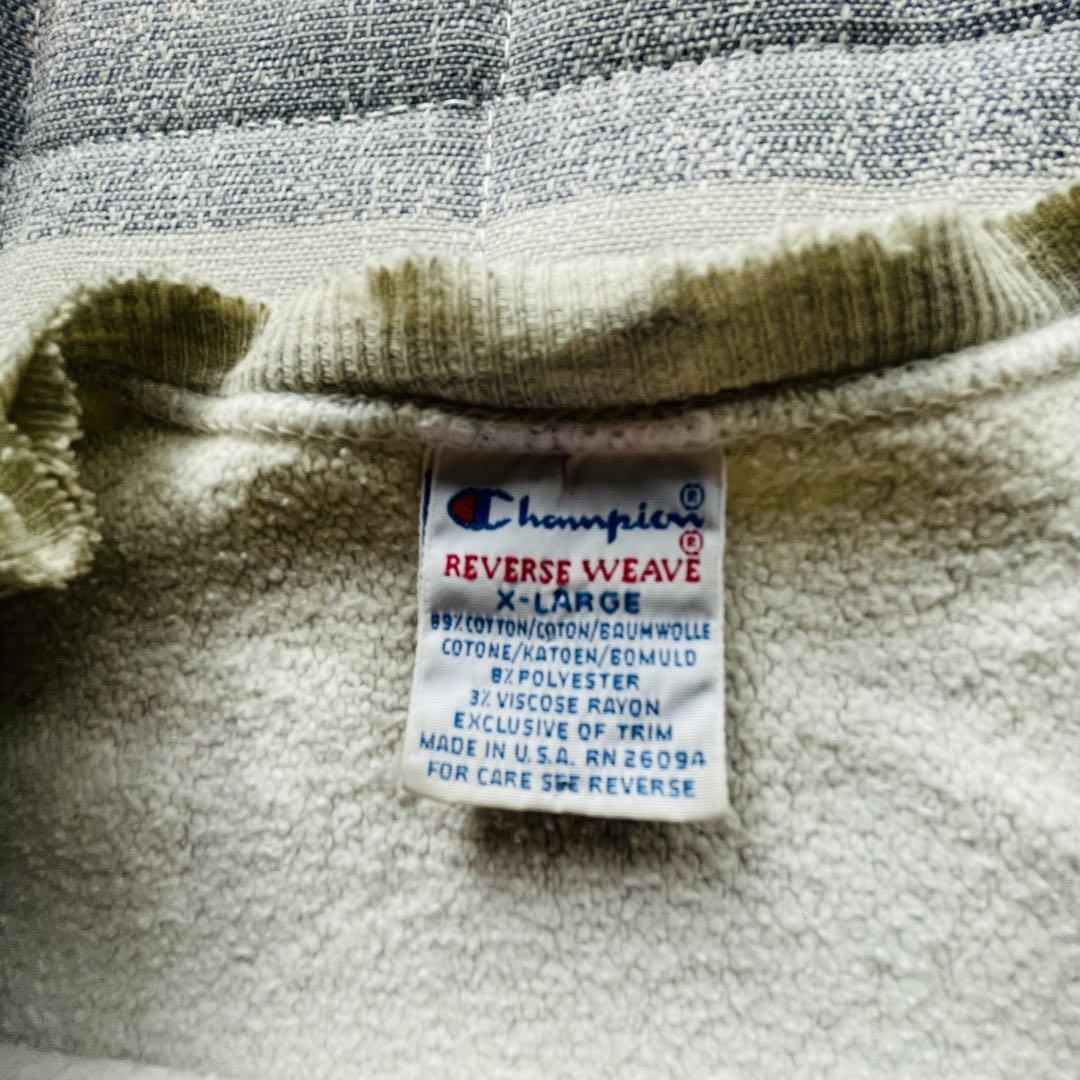 Champion®
REVERSE WEAVE®
X-LARGE
89% COTTON/COTON/BAUMWOLLE
COTONE/KATOEN/BOMULD
8% POLYESTER
3% VISCOSE RAYON
EXCLUSIVE OF TRIM
MADE IN U.S.A. RN 26094
FOR CARE SEE REVERSE